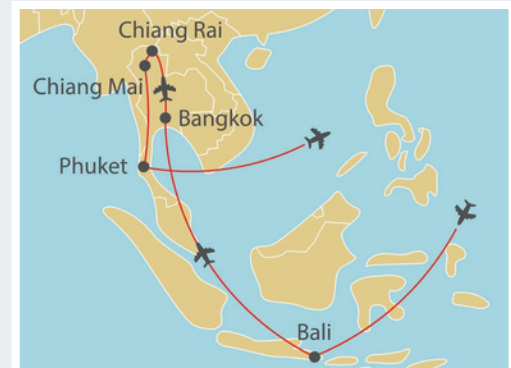 Chiang Rai
Chiang Mai
Bangkok
Phuket
Bali